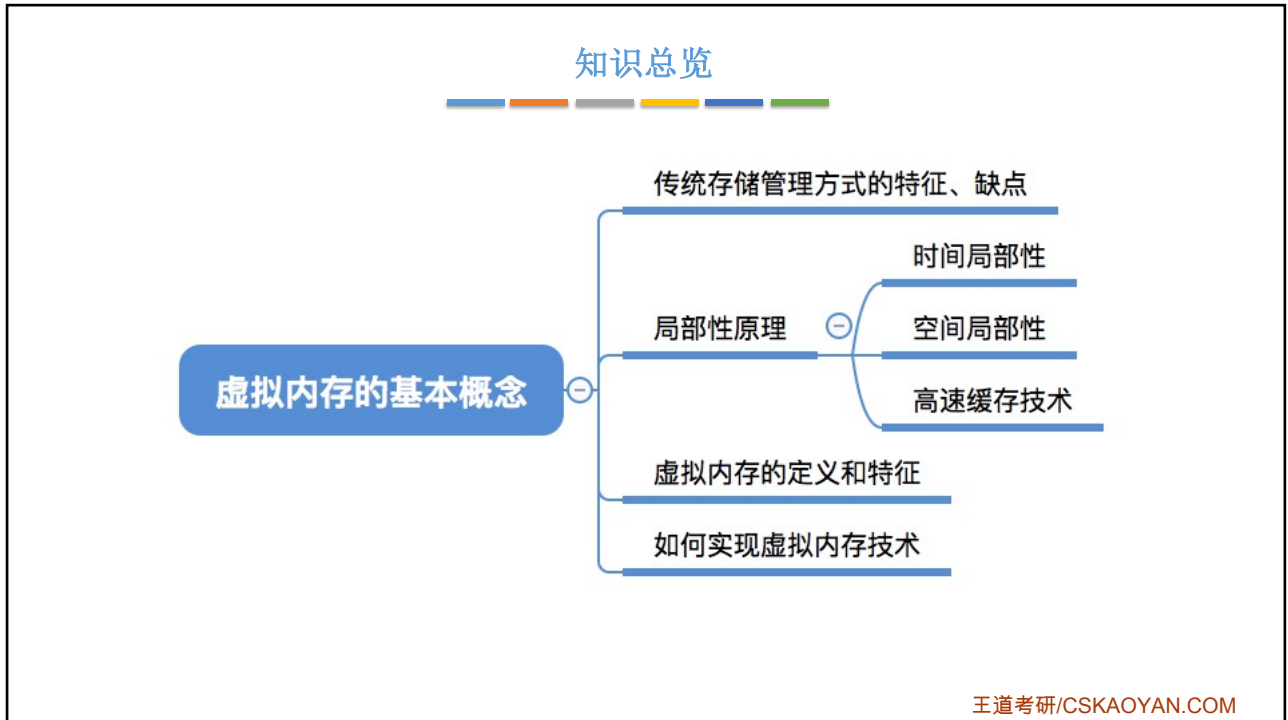 知识总览
传统存储管理方式的特征、缺点
时间局部性
局部性原理
空间局部性
高速缓存技术
虚拟内存的基本概念
虚拟内存的定义和特征
如何实现虚拟内存技术
王道考研/CSKAOYAN.COM